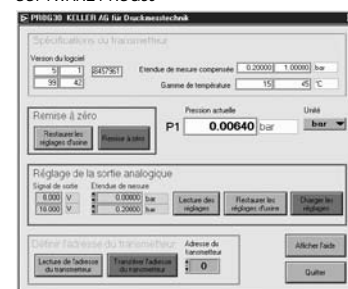 SOFTWARE PROG30
PROG30 KELLER AG für Druckmesstechnik
Spécifications du transmetteur
Version du logiciel
5 1 8457961 Etendue de mesure compensée 0.20000 1.00000 bar
99 42 Gamme de température 15 45 °C
Remise à zéro
Pression actuelle Unité
Restaurer les réglages d'usine Remise à zéro P1 0.00640 bar bar
Réglage de la sortie analogique
Signal de sortie Etendue de mesure
0.000 V 0.00000 bar
10.000 V 0.20000 bar
Lecture des réglages Restaurer les réglages d'usine Charger les réglages
Définir l'adresse du transmetteur
Adresse du transmetteur
Lecture de l'adresse du transmetteur Transférer l'adresse du transmetteur 0
Afficher l'aide
Quitter